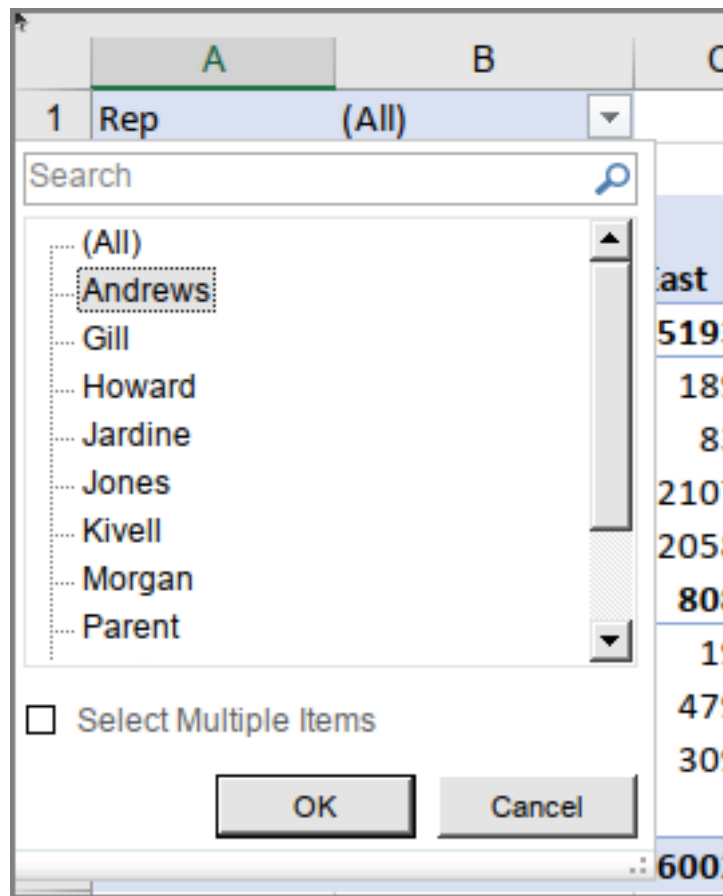 A B
1 Rep (All)
Search
(All)
Andrews
Gill
Howard
Jardine
Jones
Kivell
Morgan
Parent
Select Multiple Items
OK Cancel